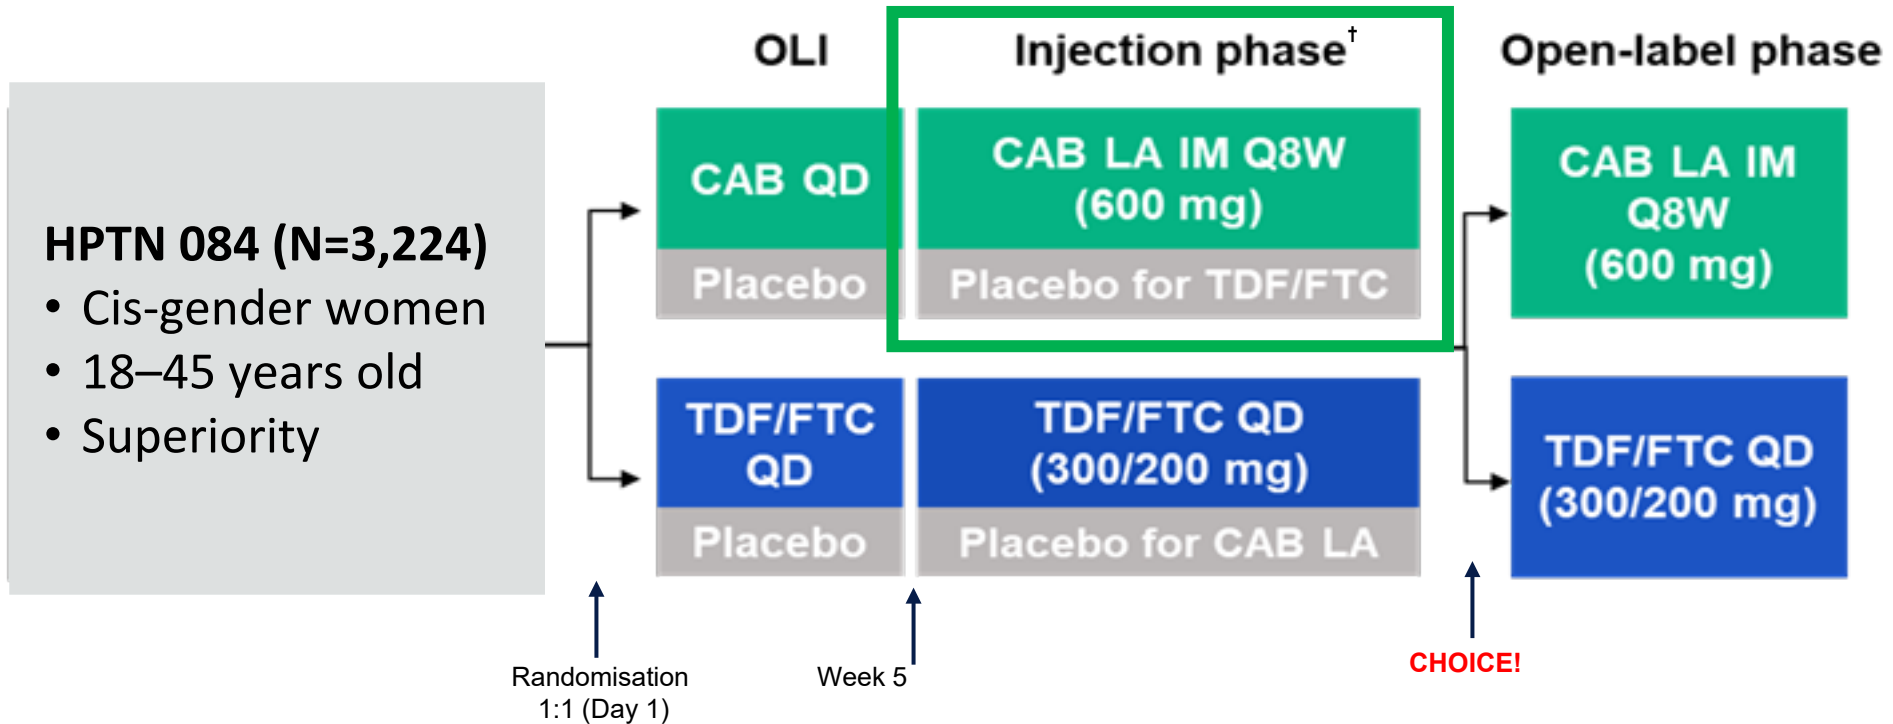 HPTN 084 (N=3,224)
• Cis-gender women
• 18–45 years old
• Superiority
OLI
Injection phase†
Open-label phase
CAB QD
Placebo
CAB LA IM Q8W
(600 mg)
Placebo for TDF/FTC
CAB LA IM
Q8W
(600 mg)
TDF/FTC
QD
Placebo
TDF/FTC QD
(300/200 mg)
Placebo for CAB LA
TDF/FTC QD
(300/200 mg)
Randomisation
1:1 (Day 1)
Week 5
CHOICE!